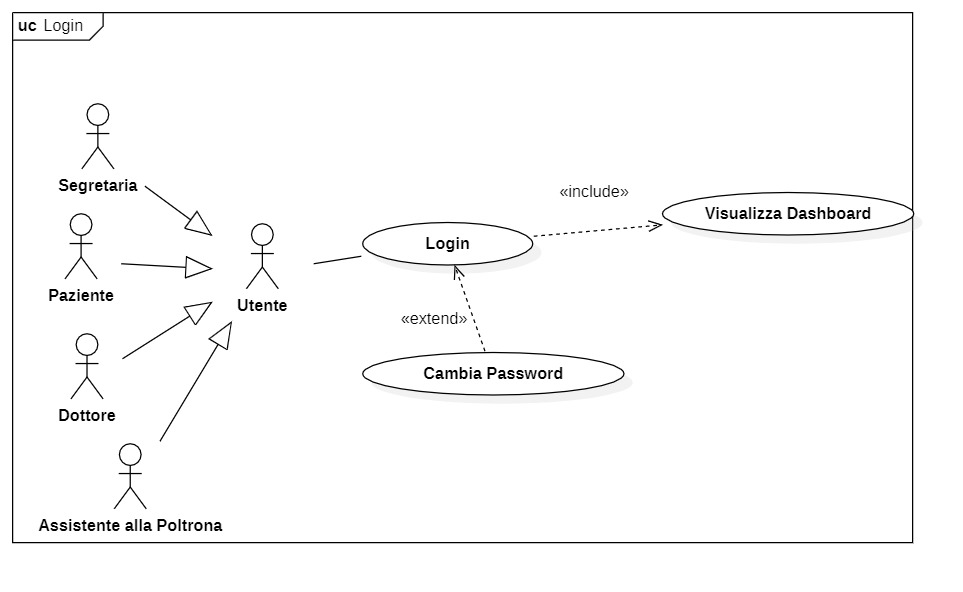 uc Login
Segretaria
«include»
Visualizza Dashboard
Login
Paziente
Utente
«extend»
Cambia Password
Dottore
Assistente alla Poltrona